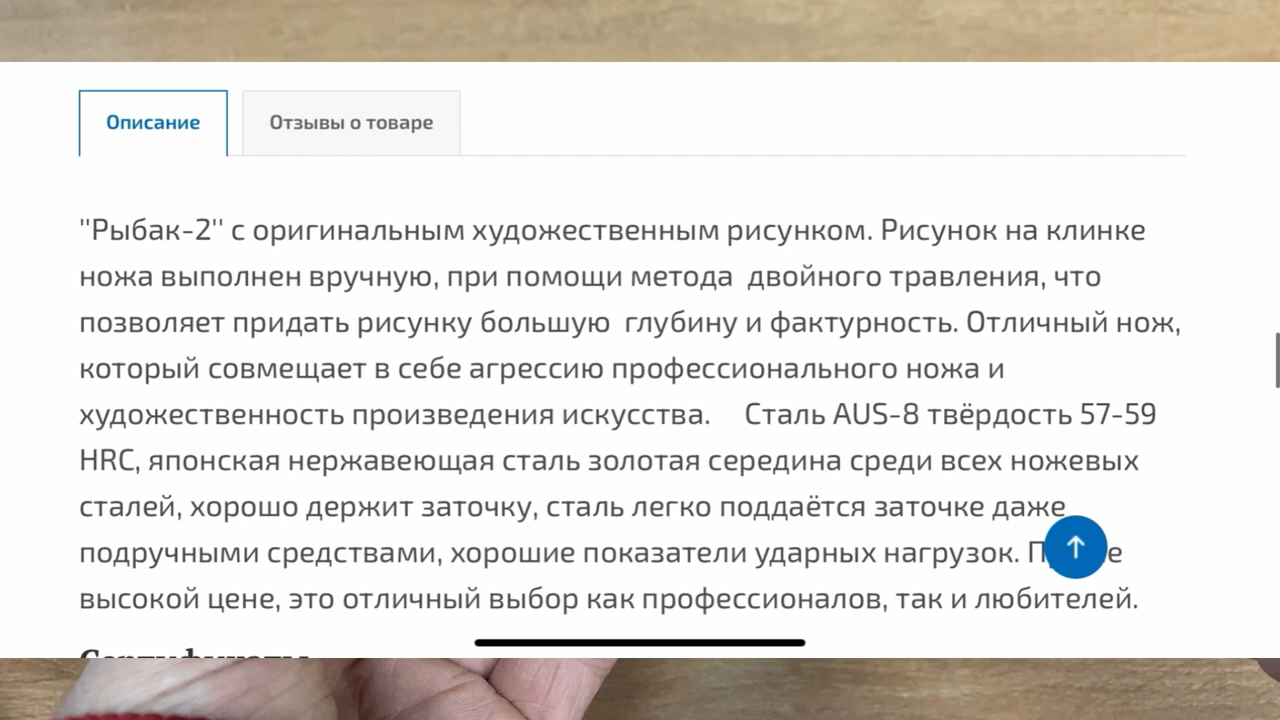 Описание
Отзывы о товаре
"Рыбак-2" с оригинальным художественным рисунком. Рисунок на клинке
ножа выполнен вручную, при помощи метода двойного травления, что
позволяет придать рисунку большую глубину и фактурность. Отличный нож,
который совмещает в себе агрессию профессионального ножа и
художественность произведения искусства. Сталь AUS-8 твёрдость 57-59
HRC, японская нержавеющая сталь золотая середина среди всех ножевых
сталей, хорошо держит заточку, сталь легко поддаётся заточке даже
подручными средствами, хорошие показатели ударных нагрузок.
высокой цене, это отличный выбор как профессионалов, так и любителей.